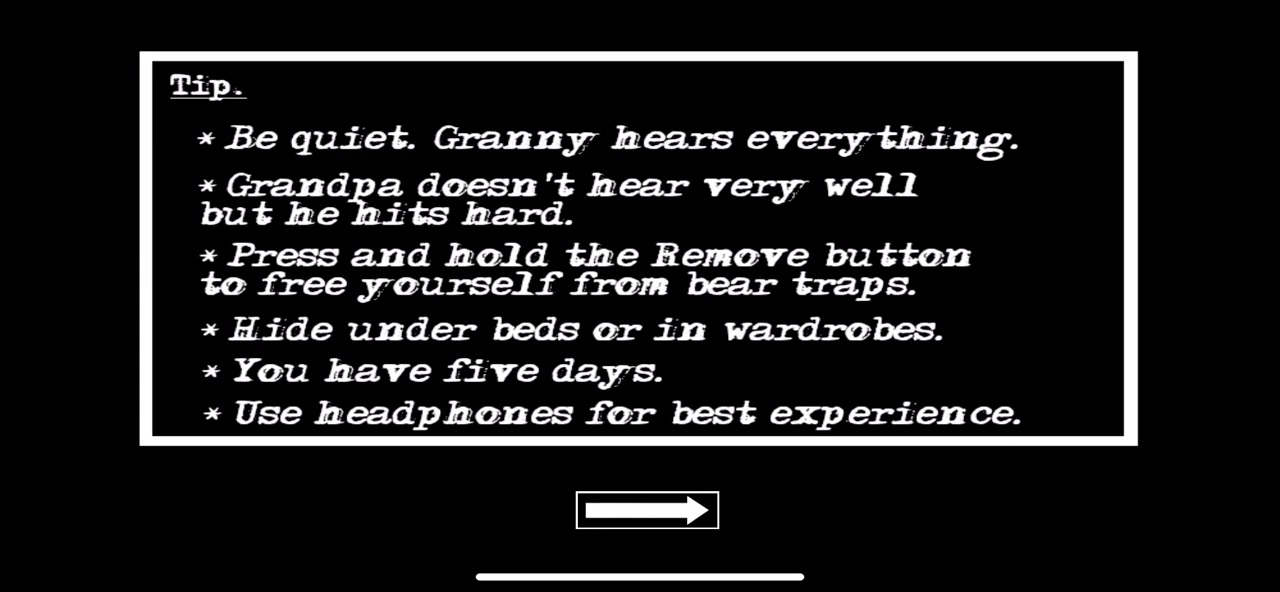 Tip.
* Be quiet. Granny hears everything.
* Grandpa doesn't hear very well
but he hits hard.
* Press and hold the Remove button
to free yourself from bear traps.
* Hide under beds or in wardrobes.
* You have five days.
* Use headphones for best experience.